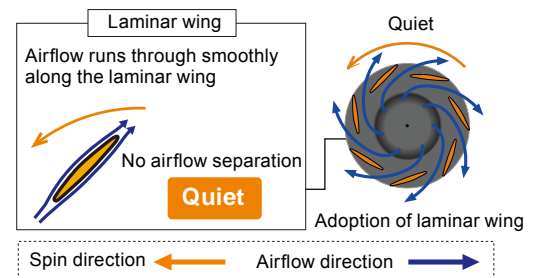 Laminar wing
Airflow runs through smoothly
along the laminar wing
No airflow separation
Quiet
Quiet
Adoption of laminar wing
Spin direction
Airflow direction